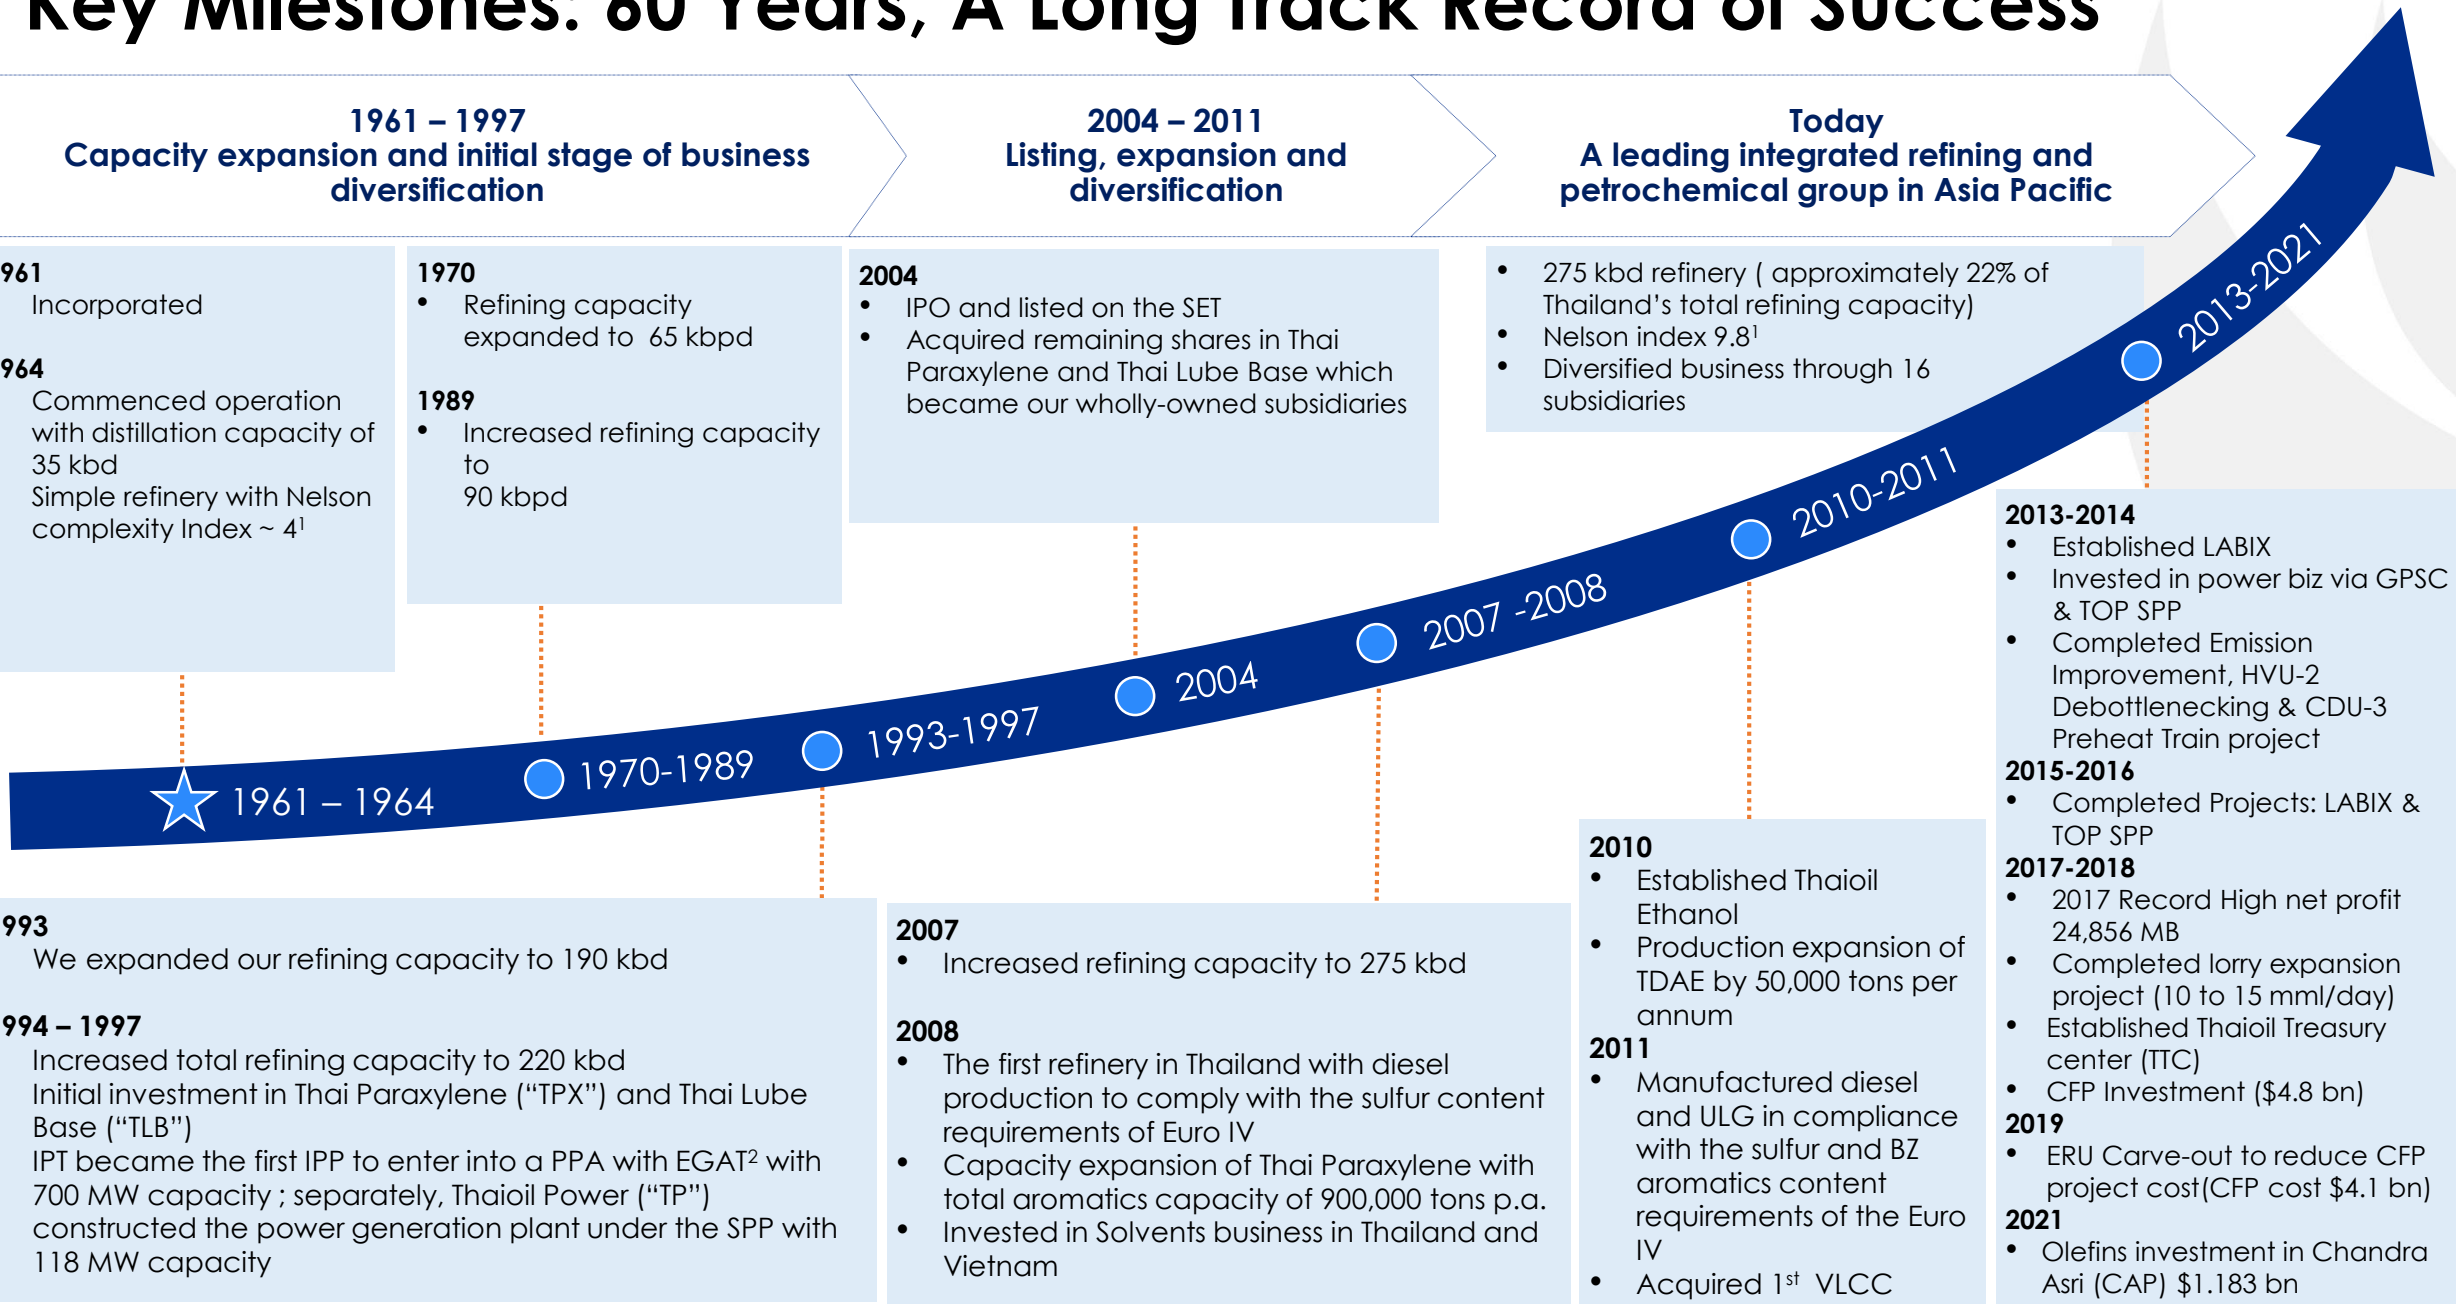 Key Milestones: 60 Years, A Long Track Record of Success
1961 – 1997
Capacity expansion and initial stage of business
diversification
2004 – 2011
Listing, expansion and
diversification
Today
A leading integrated refining and
petrochemical group in Asia Pacific
961
Incorporated
964
Commenced operation
with distillation capacity of
35 kbd
Simple refinery with Nelson
complexity Index ~ 4¹
1970
• Refining capacity
expanded to 65 kbpd
1989
• Increased refining capacity
to
90 kbpd
2004
• IPO and listed on the SET
• Acquired remaining shares in Thai
Paraxylene and Thai Lube Base which
became our wholly-owned subsidiaries
• 275 kbd refinery ( approximately 22% of
Thailand’s total refining capacity)
• Nelson index 9.8¹
• Diversified business through 16
subsidiaries
1961 – 1964
1970-1989
1993-1997
2004
2007 -2008
2010-2011
2013-2021
993
We expanded our refining capacity to 190 kbd
994 – 1997
Increased total refining capacity to 220 kbd
Initial investment in Thai Paraxylene (“TPX”) and Thai Lube
Base (“TLB”)
IPT became the first IPP to enter into a PPA with EGAT² with
700 MW capacity ; separately, Thaioil Power (“TP”)
constructed the power generation plant under the SPP with
118 MW capacity
2007
• Increased refining capacity to 275 kbd
2008
• The first refinery in Thailand with diesel
production to comply with the sulfur content
requirements of Euro IV
• Capacity expansion of Thai Paraxylene with
total aromatics capacity of 900,000 tons p.a.
• Invested in Solvents business in Thailand and
Vietnam
2010
• Established Thaioil
Ethanol
• Production expansion of
TDAE by 50,000 tons per
annum
2011
• Manufactured diesel
and ULG in compliance
with the sulfur and BZ
aromatics content
requirements of the Euro
IV
• Acquired 1st VLCC
2013-2014
• Established LABIX
• Invested in power biz via GPSC
& TOP SPP
• Completed Emission
Improvement, HVU-2
Debottlenecking & CDU-3
Preheat Train project
2015-2016
• Completed Projects: LABIX &
TOP SPP
2017-2018
• 2017 Record High net profit
24,856 MB
• Completed lorry expansion
project (10 to 15 mml/day)
• Established Thaioil Treasury
center (TTC)
• CFP Investment ($4.8 bn)
2019
• ERU Carve-out to reduce CFP
project cost(CFP cost $4.1 bn)
2021
• Olefins investment in Chandra
Asri (CAP) $1.183 bn